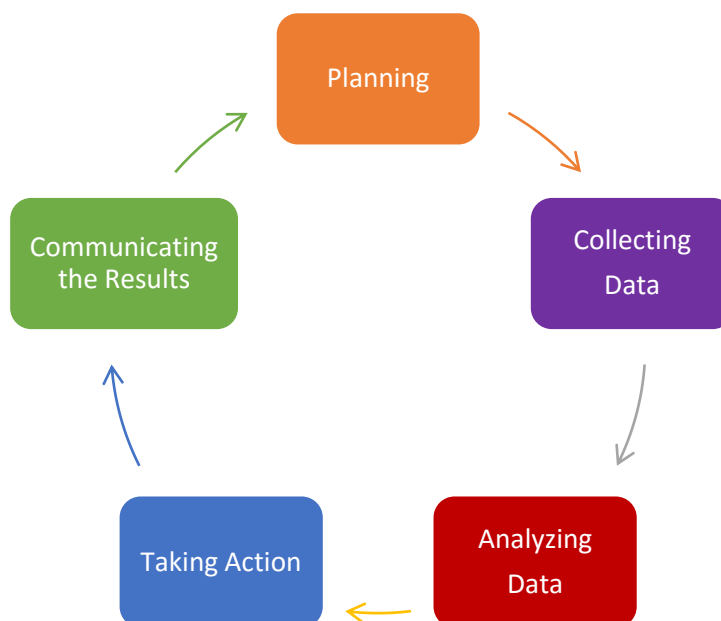 Planning
Collecting
Data
Analyzing
Data
Taking Action
Communicating
the Results